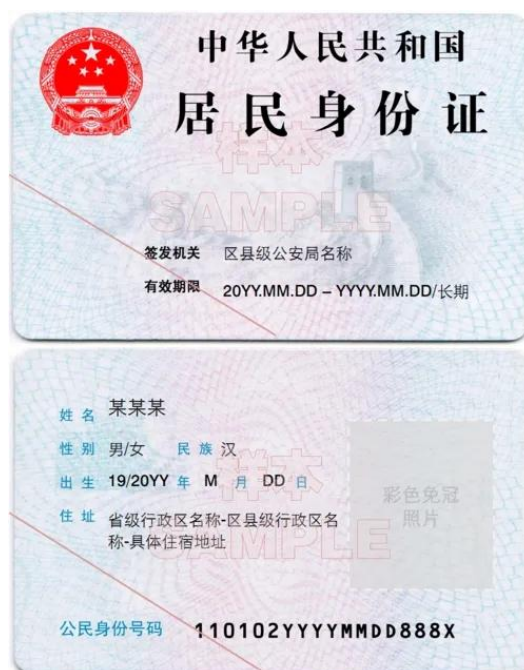 中华人民共和国
居民身份证
样本
SAMPLE
签发机关 区县级公安局名称
有效期限 20YY.MM.DD – YYYY.MM.DD/长期
姓名 某某某
性别 男/女 民族 汉
出生 19/20YY 年 M 月 DD 日
样本
住址 省级行政区名称-区县级行政区名
称-具体住宿地址
SAMPLE
彩色免冠
照片
公民身份号码 110102YYYYMMDD888X